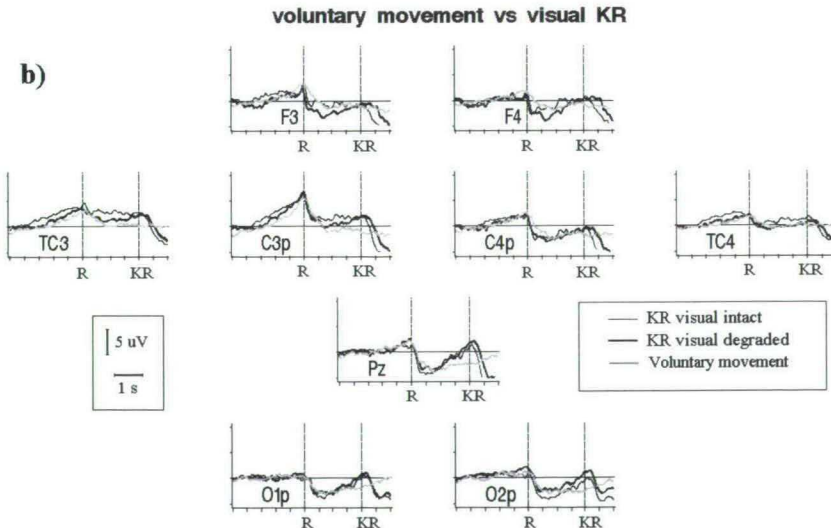 voluntary movement vs visual KR
b)
F3
F4
R
KR
R
KR
TC3
C3p
C4p
TC4
R
KR
R
KR
R
KR
R
KR
5 uV
1 s
Pz
KR visual intact
KR visual degraded
Voluntary movement
R
KR
O1p
O2p
R
KR
R
KR